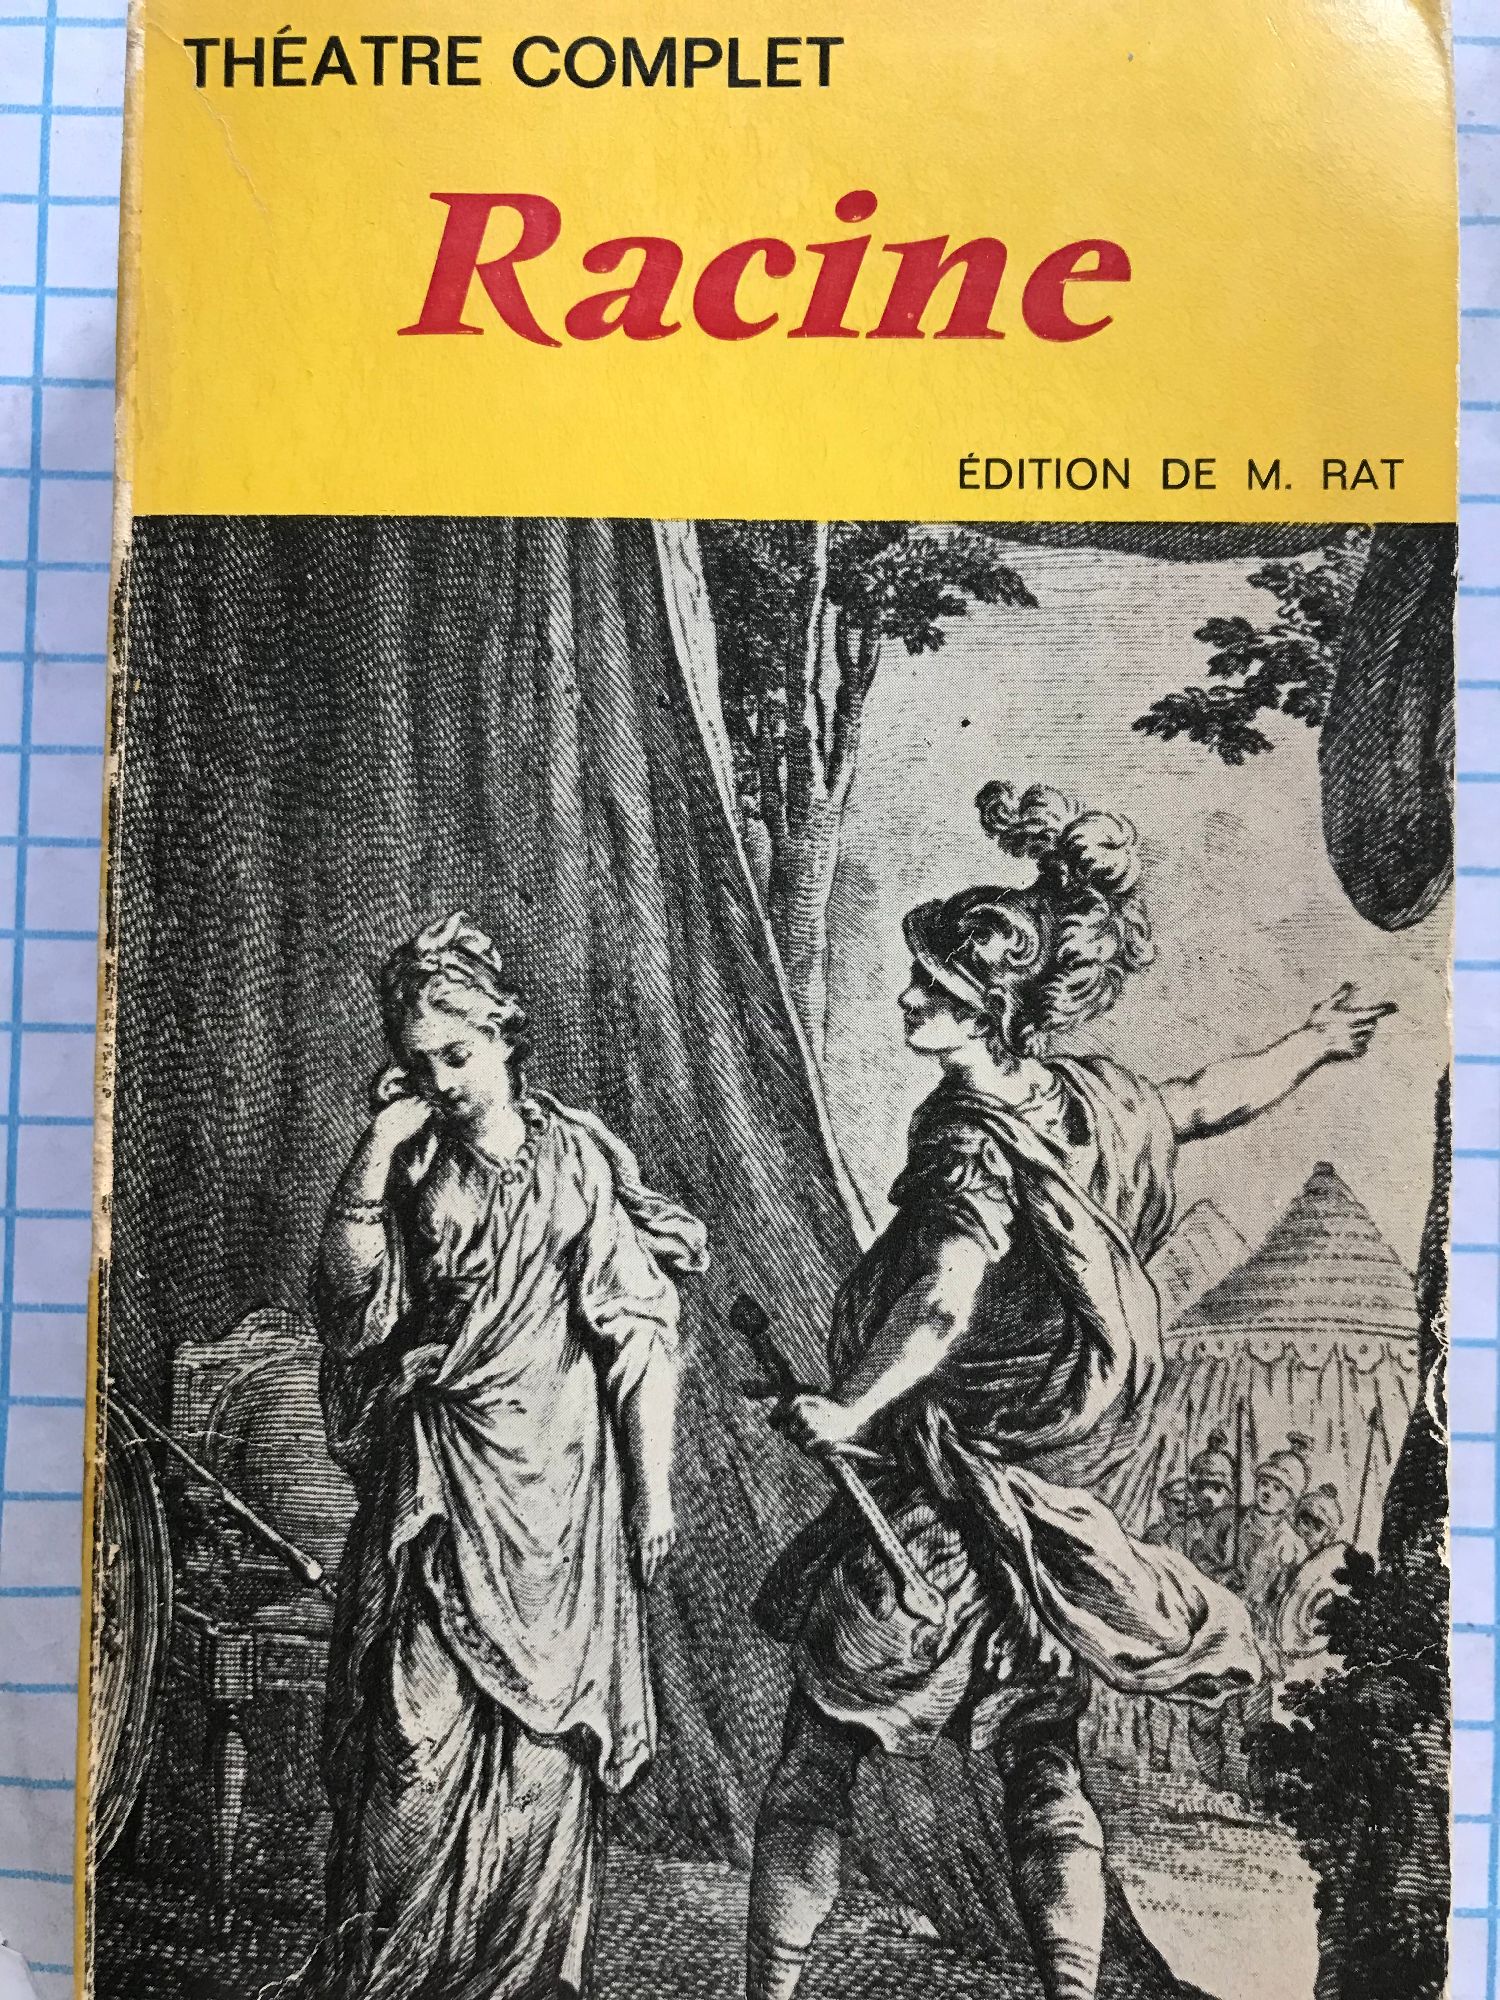 THÉATRE COMPLET
Racine
ÉDITION DE M. RAT